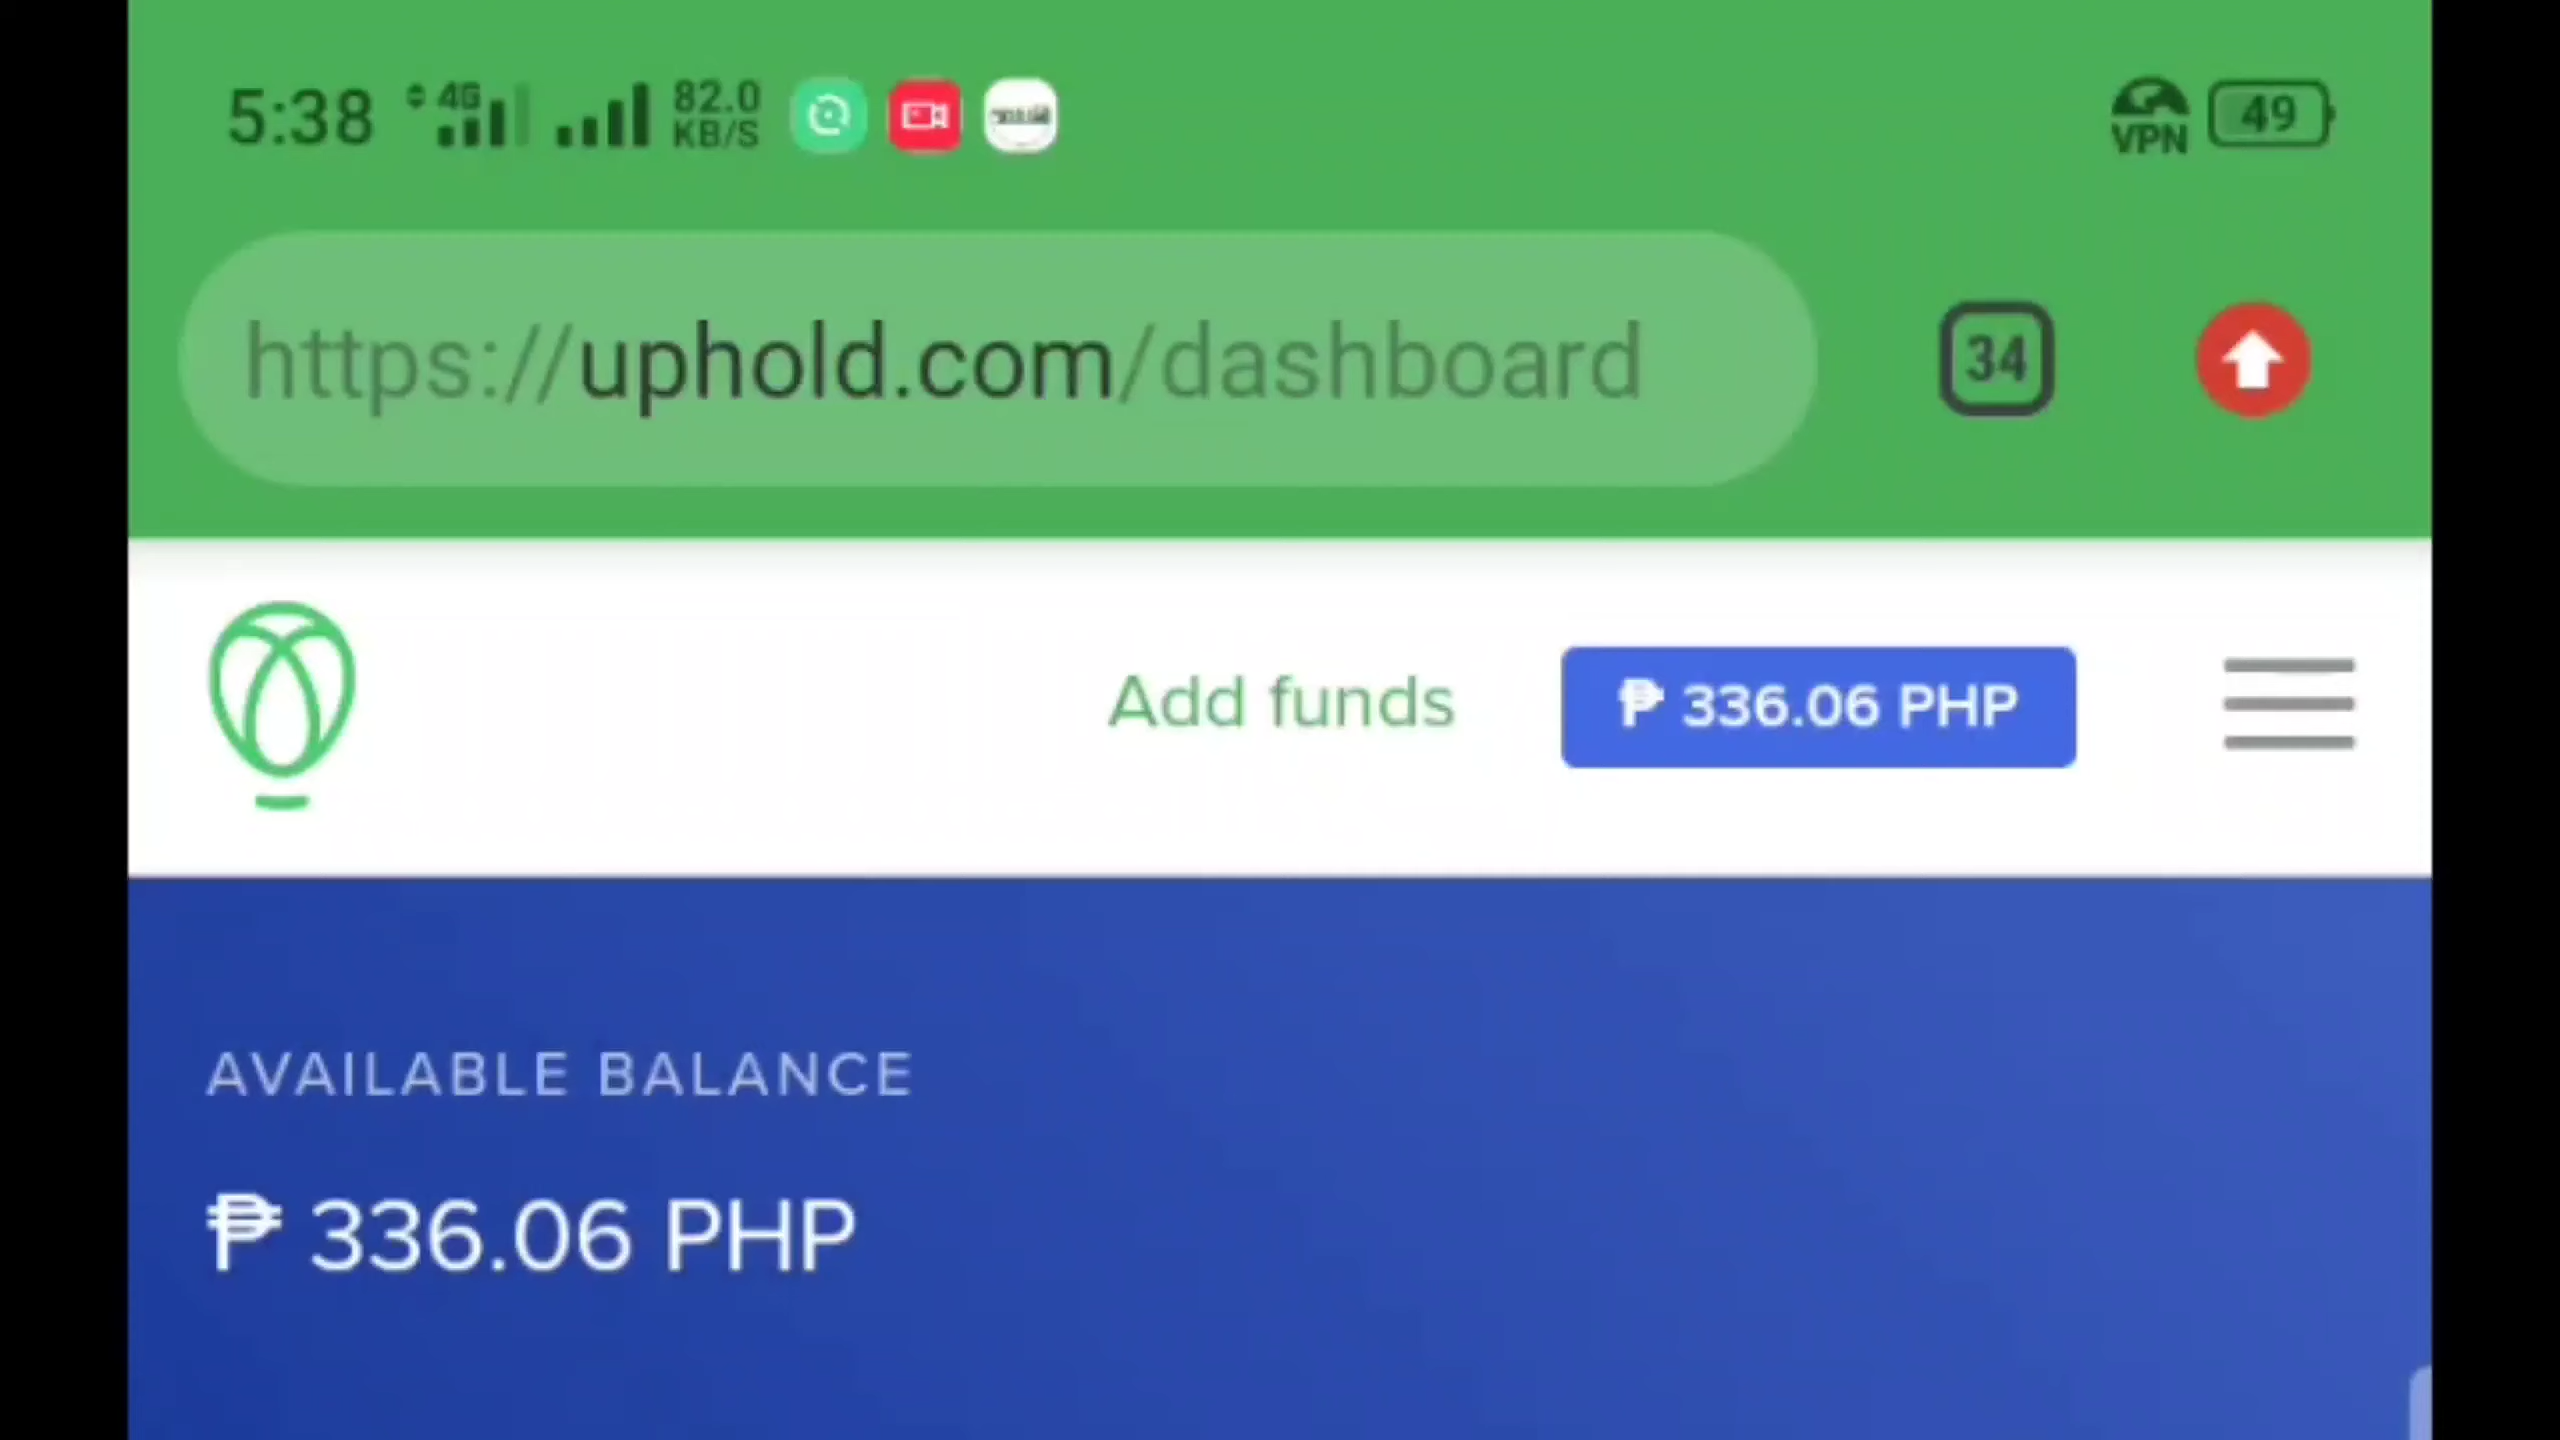 5:38 4G 82.0 KB/S VPN 49
https://uphold.com/dashboard 34
Add funds ₱ 336.06 PHP
AVAILABLE BALANCE
₱ 336.06 PHP